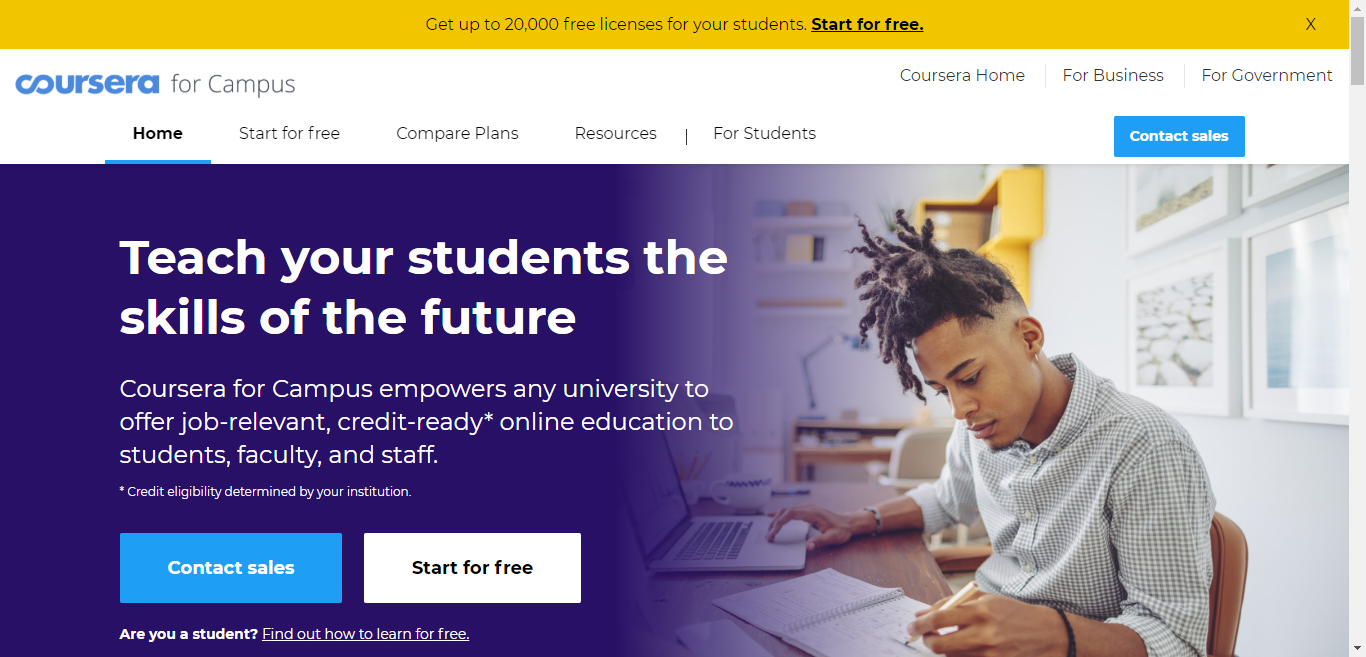 Get up to 20,000 free licenses for your students. Start for free.
X
coursera for Campus
Coursera Home
For Business
For Government
Home
Start for free
Compare Plans
Resources
For Students
Contact sales
Teach your students the
skills of the future
Coursera for Campus empowers any university to
offer job-relevant, credit-ready* online education to
students, faculty, and staff.
* Credit eligibility determined by your institution.
Contact sales
Start for free
Are you a student? Find out how to learn for free.